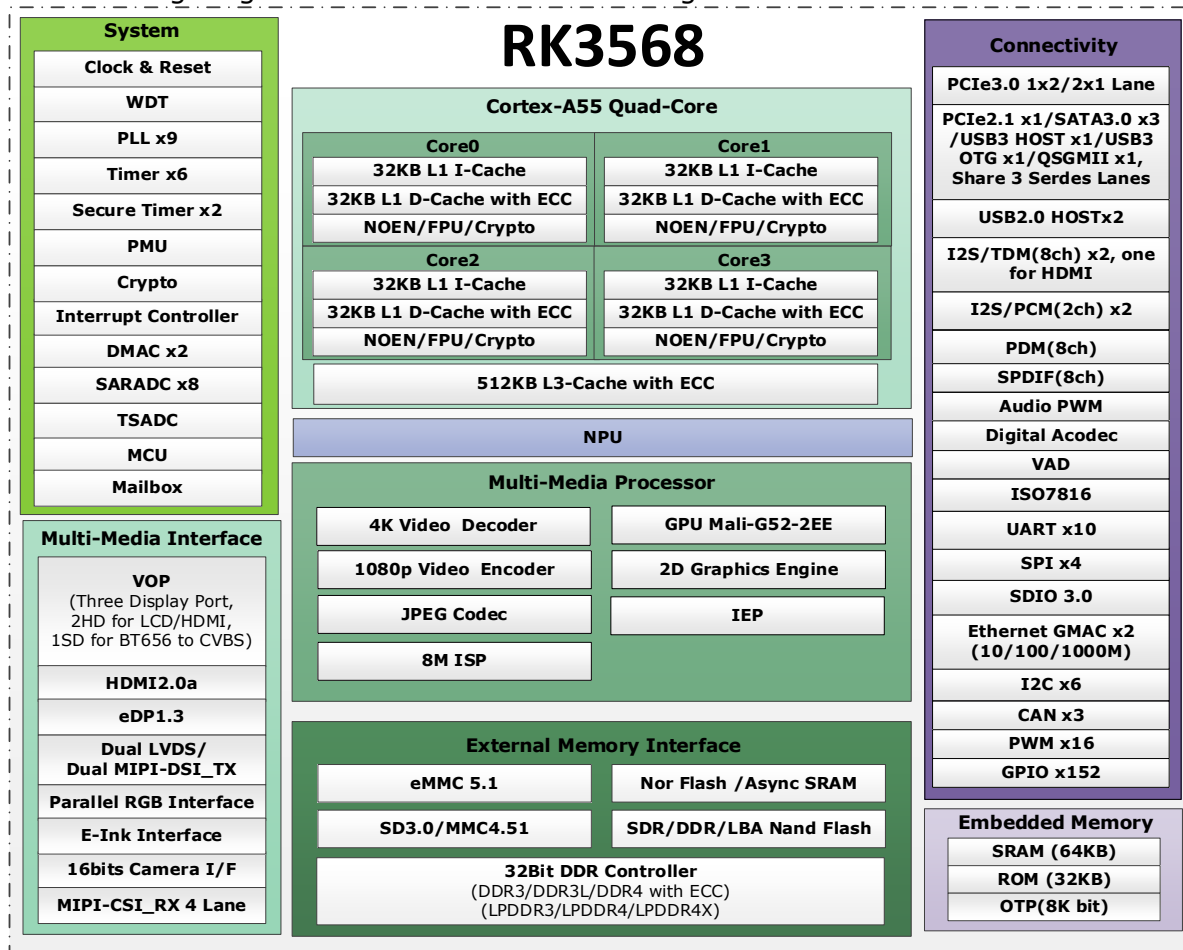 System
Clock & Reset
WDT
PLL x9
Timer x6
Secure Timer x2
PMU
Crypto
Interrupt Controller
DMAC x2
SARADC x8
TSADC
MCU
Mailbox
Multi-Media Interface
VOP
(Three Display Port,
2HD for LCD/HDMI,
1SD for BT656 to CVBS)
HDMI2.0a
eDP1.3
Dual LVDS/
Dual MIPI-DSI_TX
Parallel RGB Interface
E-Ink Interface
16bits Camera I/F
MIPI-CSI_RX 4 Lane
RK3568
Cortex-A55 Quad-Core
Core0
32KB L1 I-Cache
32KB L1 D-Cache with ECC
NOEN/FPU/Crypto
Core1
32KB L1 I-Cache
32KB L1 D-Cache with ECC
NOEN/FPU/Crypto
Core2
32KB L1 I-Cache
32KB L1 D-Cache with ECC
NOEN/FPU/Crypto
Core3
32KB L1 I-Cache
32KB L1 D-Cache with ECC
NOEN/FPU/Crypto
512KB L3-Cache with ECC
NPU
Multi-Media Processor
4K Video Decoder
GPU Mali-G52-2EE
1080p Video Encoder
2D Graphics Engine
JPEG Codec
IEP
8M ISP
External Memory Interface
eMMC 5.1
Nor Flash /Async SRAM
SD3.0/MMC4.51
SDR/DDR/LBA Nand Flash
32Bit DDR Controller
(DDR3/DDR3L/DDR4 with ECC)
(LPDDR3/LPDDR4/LPDDR4X)
Connectivity
PCIe3.0 1x2/2x1 Lane
PCIe2.1 x1/SATA3.0 x3
/USB3 HOST x1/USB3
OTG x1/QSGMII x1,
Share 3 Serdes Lanes
USB2.0 HOSTx2
I2S/TDM(8ch) x2, one
for HDMI
I2S/PCM(2ch) x2
PDM(8ch)
SPDIF(8ch)
Audio PWM
Digital Acodec
VAD
ISO7816
UART x10
SPI x4
SDIO 3.0
Ethernet GMAC x2
(10/100/1000M)
I2C x6
CAN x3
PWM x16
GPIO x152
Embedded Memory
SRAM (64KB)
ROM (32KB)
OTP(8K bit)